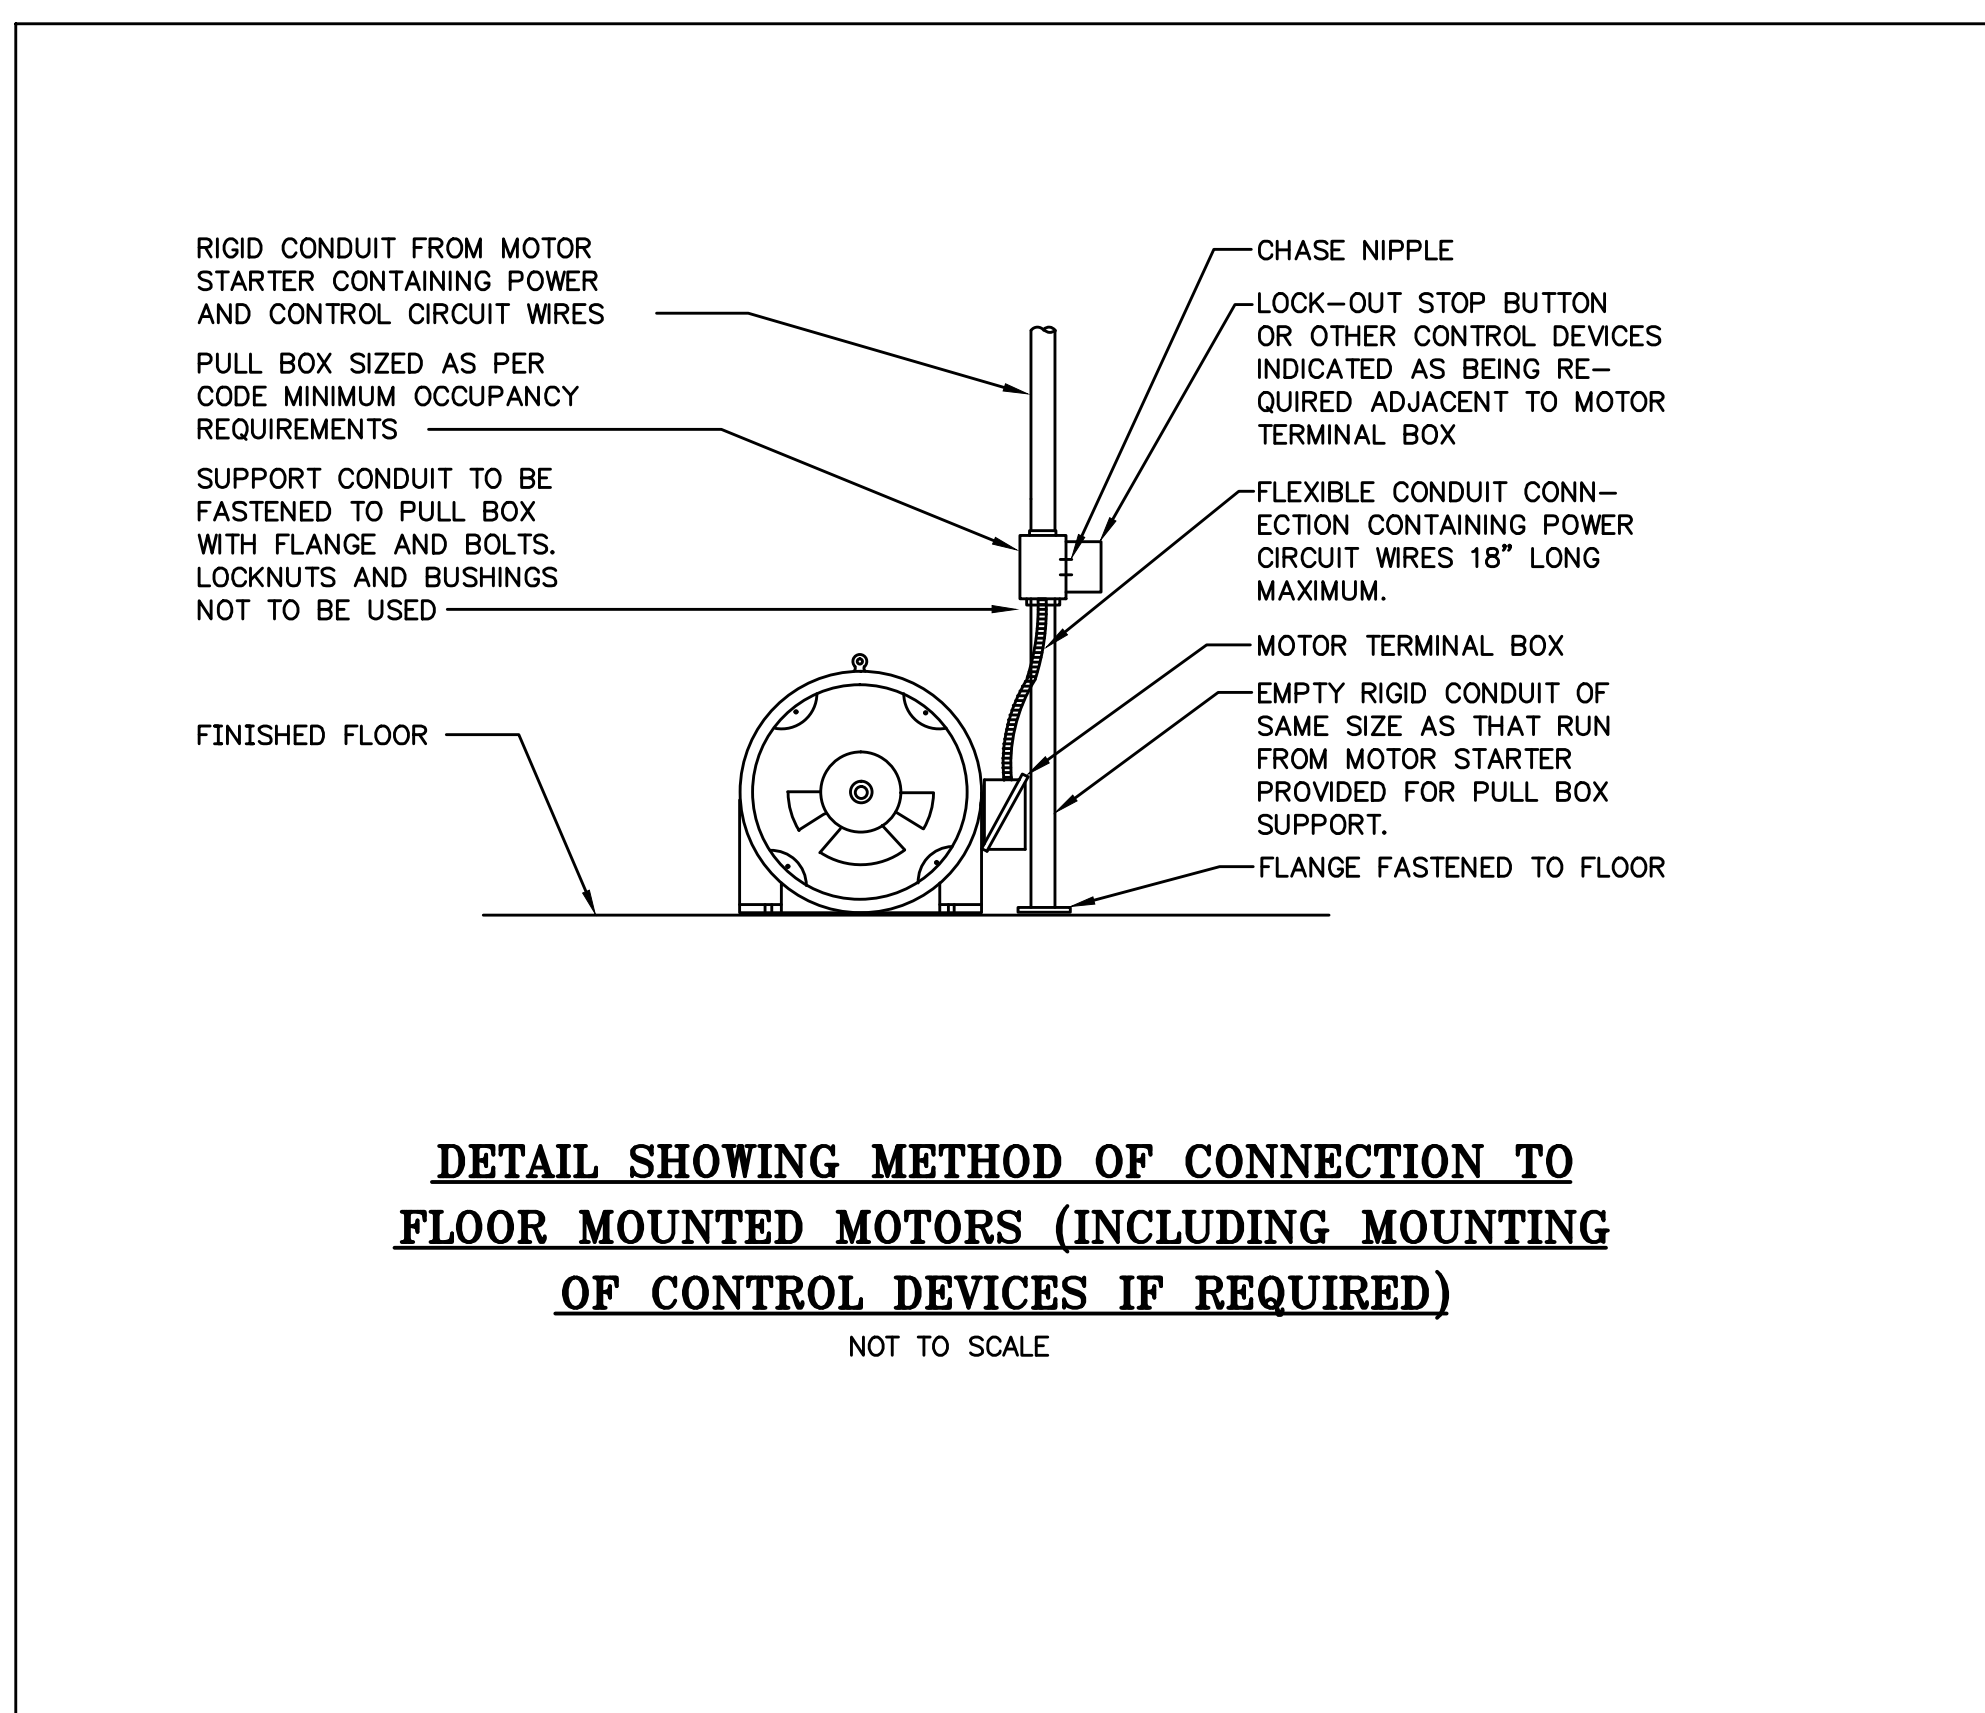 RIGID CONDUIT FROM MOTOR
STARTER CONTAINING POWER
AND CONTROL CIRCUIT WIRES
PULL BOX SIZED AS PER
CODE MINIMUM OCCUPANCY
REQUIREMENTS
SUPPORT CONDUIT TO BE
FASTENED TO PULL BOX
WITH FLANGE AND BOLTS.
LOCKNUTS AND BUSHINGS
NOT TO BE USED
FINISHED FLOOR
CHASE NIPPLE
LOCK-OUT STOP BUTTON
OR OTHER CONTROL DEVICES
INDICATED AS BEING RE-
QUIRED ADJACENT TO MOTOR
TERMINAL BOX
FLEXIBLE CONDUIT CONN-
ECTION CONTAINING POWER
CIRCUIT WIRES 18" LONG
MAXIMUM.
MOTOR TERMINAL BOX
EMPTY RIGID CONDUIT OF
SAME SIZE AS THAT RUN
FROM MOTOR STARTER
PROVIDED FOR PULL BOX
SUPPORT.
FLANGE FASTENED TO FLOOR
DETAIL SHOWING METHOD OF CONNECTION TO
FLOOR MOUNTED MOTORS (INCLUDING MOUNTING
OF CONTROL DEVICES IF REQUIRED)
NOT TO SCALE